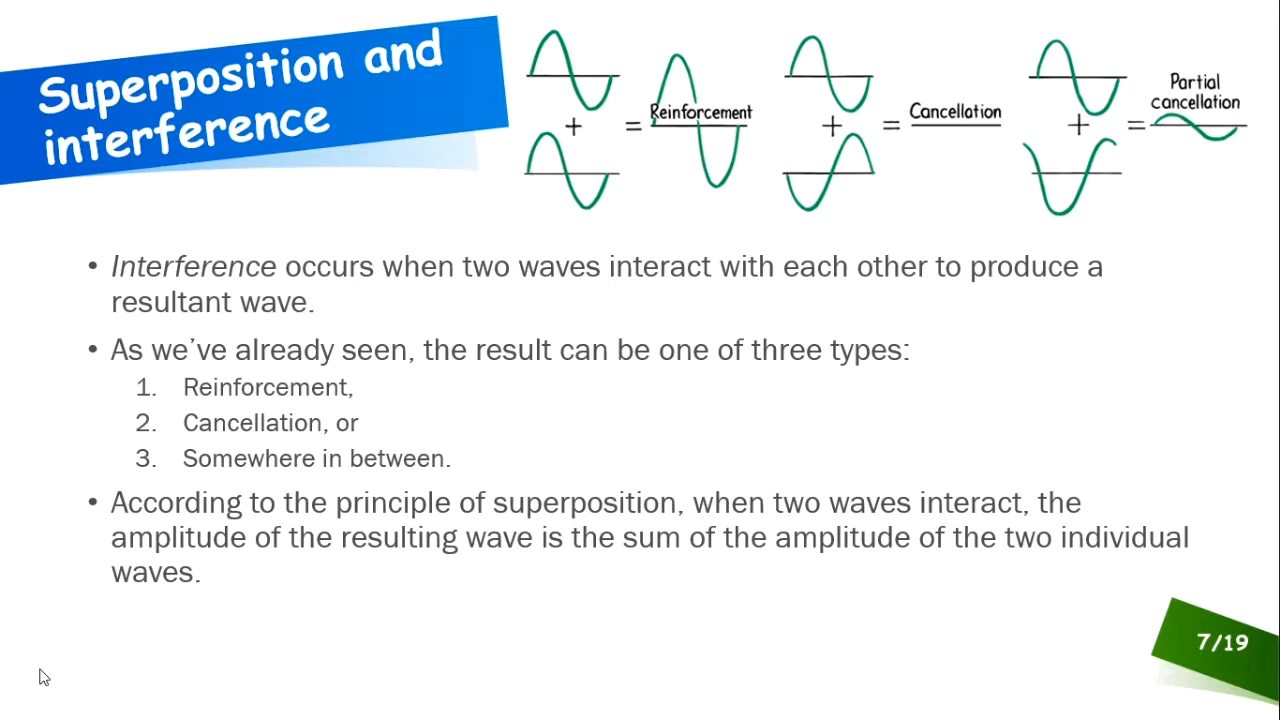 Superposition and
interference
+
=
Reinforcement
+
=
Cancellation
+
=
Partial
cancellation
• Interference occurs when two waves interact with each other to produce a
resultant wave.
• As we’ve already seen, the result can be one of three types:
1. Reinforcement,
2. Cancellation, or
3. Somewhere in between.
• According to the principle of superposition, when two waves interact, the
amplitude of the resulting wave is the sum of the amplitude of the two individual
waves.
7/19